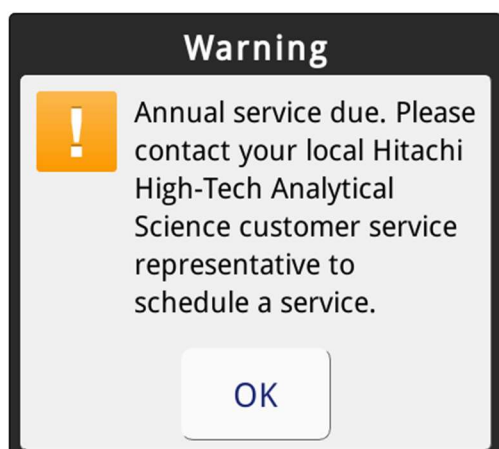 Warning
!
Annual service due. Please
contact your local Hitachi
High-Tech Analytical
Science customer service
representative to
schedule a service.
OK